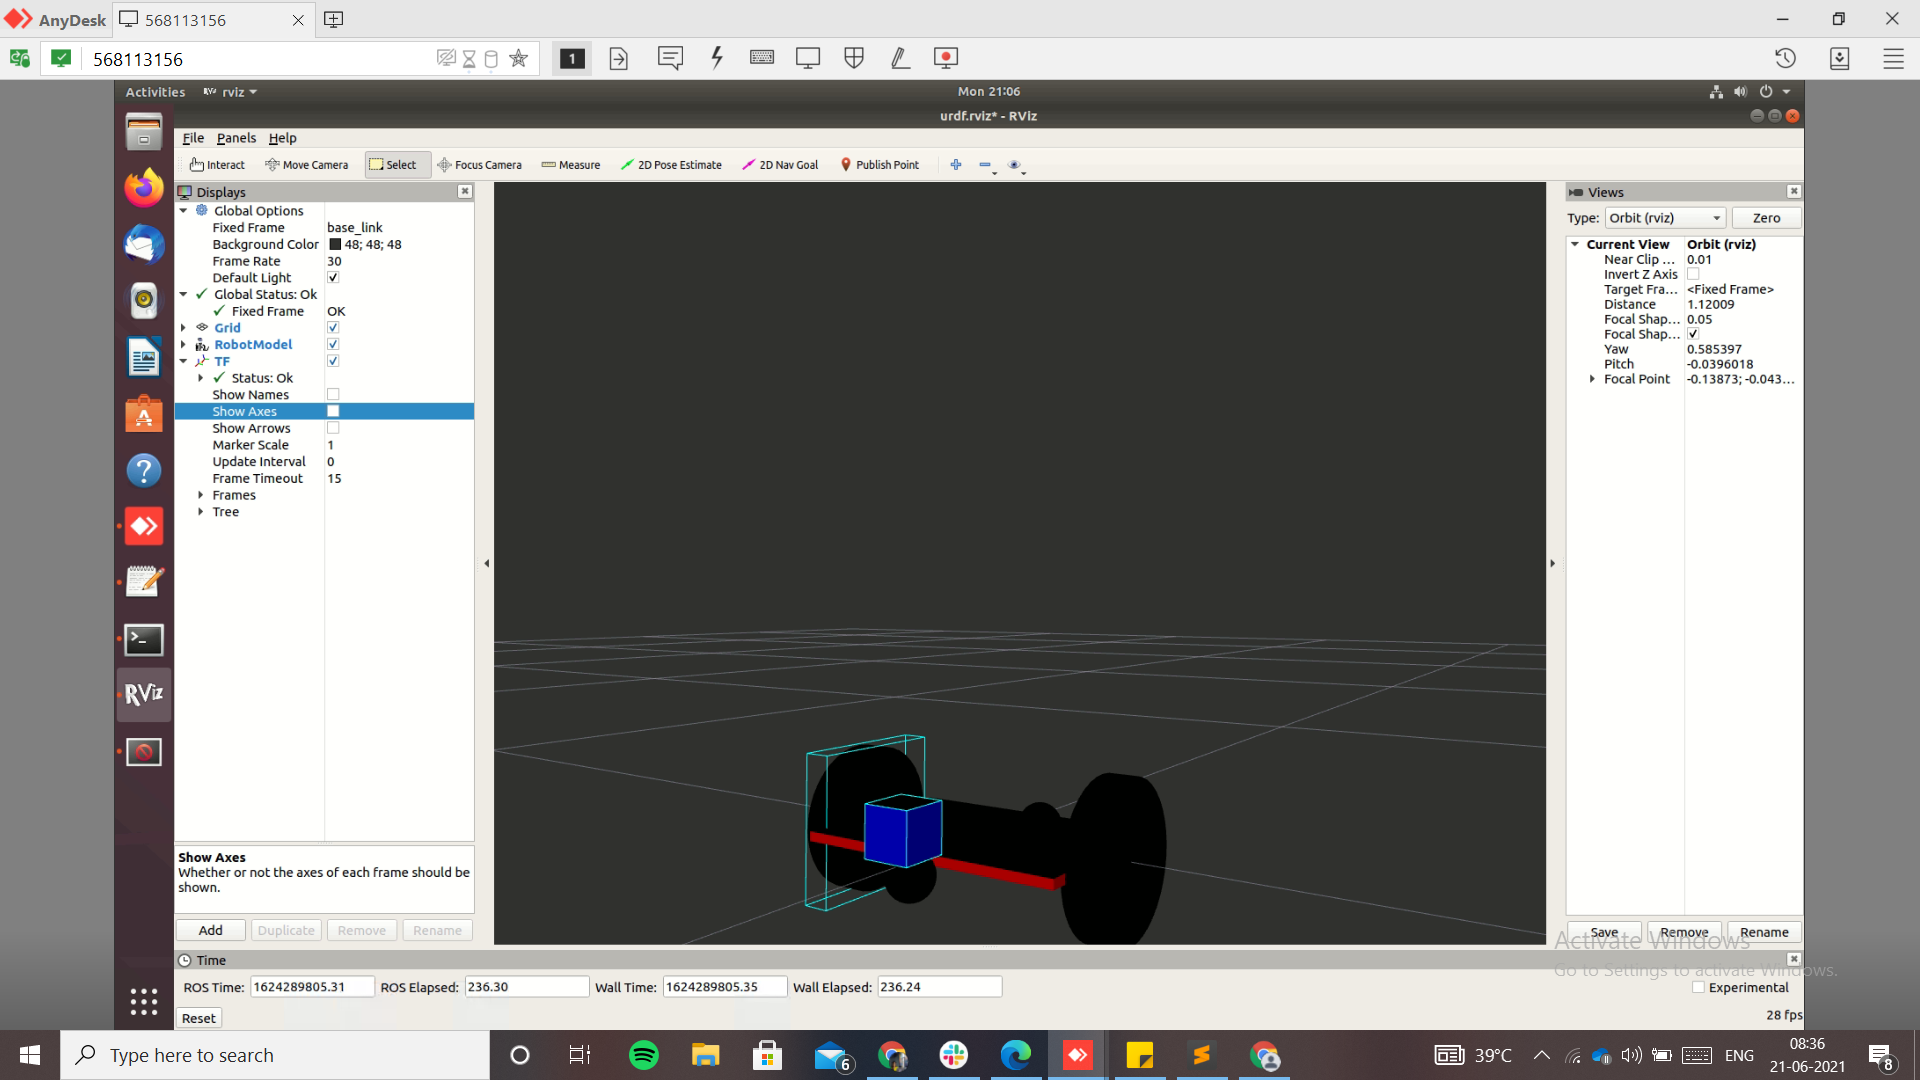 AnyDesk 568113156
568113156
1
Activities rviz Mon 21:06
urdf.rviz* - RViz
File Panels Help
Interact Move Camera Select Focus Camera Measure 2D Pose Estimate 2D Nav Goal Publish Point
Displays
Global Options
Fixed Frame base_link
Background Color 48; 48; 48
Frame Rate 30
Default Light
Global Status: Ok
Fixed Frame OK
Grid
RobotModel
TF
Status: Ok
Show Names
Show Axes
Show Arrows
Marker Scale 1
Update Interval 0
Frame Timeout 15
Frames
Tree
Show Axes
Whether or not the axes of each frame should be
shown.
Add Duplicate Remove Rename
Views
Type: Orbit (rviz) Zero
Current View Orbit (rviz)
Near Clip ... 0.01
Invert Z Axis
Target Fra... <Fixed Frame>
Distance 1.12009
Focal Shap... 0.05
Focal Shap...
Yaw 0.585397
Pitch -0.0396018
Focal Point -0.13873; -0.043...
Save Remove Rename
Activate Windows
Go to Settings to activate Windows.
Time
ROS Time: 1624289805.31 ROS Elapsed: 236.30 Wall Time: 1624289805.35 Wall Elapsed: 236.24
Experimental
Reset
28 fps
RViz
Type here to search
6
39°C
ENG
08:36
21-06-2021
8